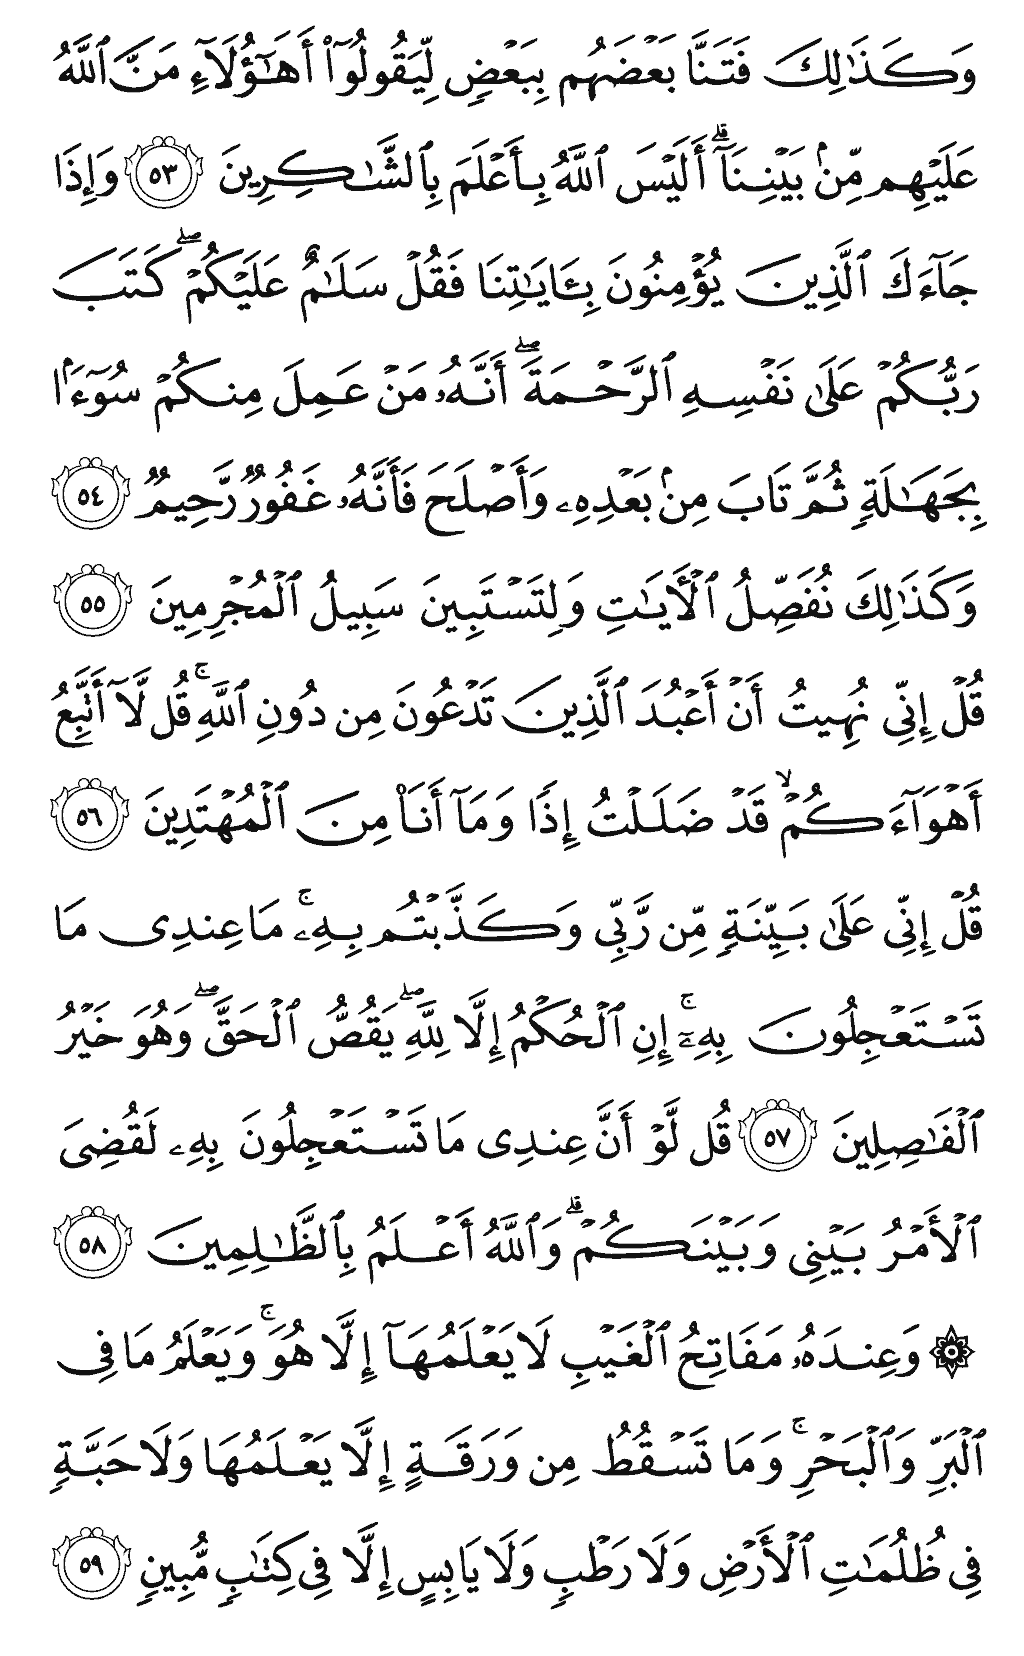 وَكَذَٰلِكَ فَتَنَّا بَعْضَهُم بِبَعْضٍ لِّيَقُولُوٓا۟ أَهَٰٓؤُلَآءِ مَنَّ ٱللَّهُ
عَلَيْهِم مِّنۢ بَيْنِنَآ ۗ أَلَيْسَ ٱللَّهُ بِأَعْلَمَ بِٱلشَّٰكِرِينَ ٥٣ وَإِذَا
جَآءَكَ ٱلَّذِينَ يُؤْمِنُونَ بِـَٔايَٰتِنَا فَقُلْ سَلَٰمٌ عَلَيْكُمْ ۖ كَتَبَ
رَبُّكُمْ عَلَىٰ نَفْسِهِ ٱلرَّحْمَةَ ۖ أَنَّهُۥ مَنْ عَمِلَ مِنكُمْ سُوٓءًۢا
بِجَهَٰلَةٍ ثُمَّ تَابَ مِنۢ بَعْدِهِۦ وَأَصْلَحَ فَأَنَّهُۥ غَفُورٌ رَّحِيمٌ ٥٤
وَكَذَٰلِكَ نُفَصِّلُ ٱلْـَٔايَٰتِ وَلِتَسْتَبِينَ سَبِيلُ ٱلْمُجْرِمِينَ ٥٥
قُلْ إِنِّى نُهِيتُ أَنْ أَعْبُدَ ٱلَّذِينَ تَدْعُونَ مِن دُونِ ٱللَّهِ ۚ قُل لَّآ أَتَّبِعُ
أَهْوَآءَكُمْ ۙ قَدْ ضَلَلْتُ إِذًا وَمَآ أَنَا۠ مِنَ ٱلْمُهْتَدِينَ ٥٦
قُلْ إِنِّى عَلَىٰ بَيِّنَةٍ مِّن رَّبِّى وَكَذَّبْتُم بِهِۦ ۚ مَا عِندِى مَا
تَسْتَعْجِلُونَ بِهِۦٓ ۚ إِنِ ٱلْحُكْمُ إِلَّا لِلَّهِ ۖ يَقُصُّ ٱلْحَقَّ ۖ وَهُوَ خَيْرُ
ٱلْفَٰصِلِينَ ٥٧ قُل لَّوْ أَنَّ عِندِى مَا تَسْتَعْجِلُونَ بِهِۦ لَقُضِىَ
ٱلْأَمْرُ بَيْنِى وَبَيْنَكُمْ ۗ وَٱللَّهُ أَعْلَمُ بِٱلظَّٰلِمِينَ ٥٨
۞ وَعِندَهُۥ مَفَاتِحُ ٱلْغَيْبِ لَا يَعْلَمُهَآ إِلَّا هُوَ ۚ وَيَعْلَمُ مَا فِى
ٱلْبَرِّ وَٱلْبَحْرِ ۚ وَمَا تَسْقُطُ مِن وَرَقَةٍ إِلَّا يَعْلَمُهَا وَلَا حَبَّةٍ
فِى ظُلُمَٰتِ ٱلْأَرْضِ وَلَا رَطْبٍ وَلَا يَابِسٍ إِلَّا فِى كِتَٰبٍ مُّبِينٍ ٥٩